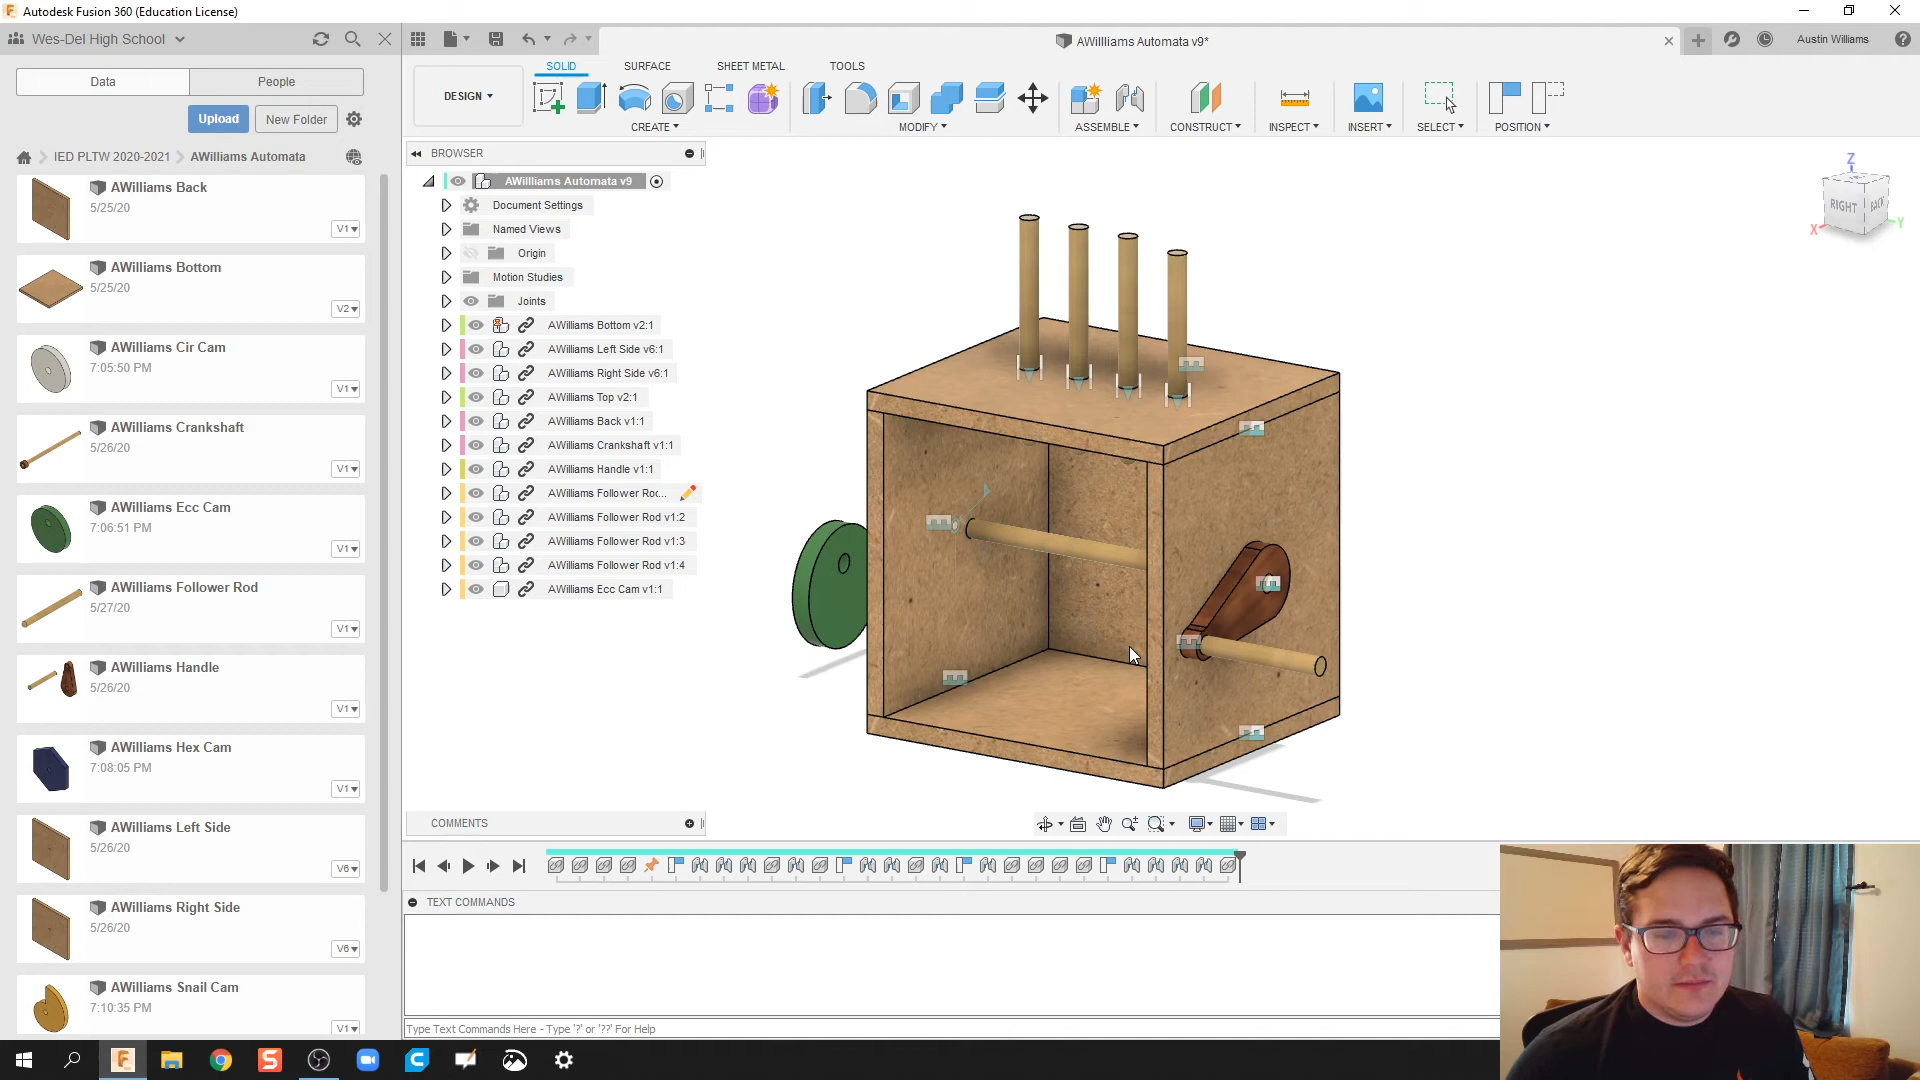 Autodesk Fusion 360 (Education License)
Wes-Del High School
AWillliams Automata v9*
Austin Williams
Data
People
Upload
New Folder
IED PLTW 2020-2021
AWilliams Automata
AWilliams Back
5/25/20
V1
AWilliams Bottom
5/25/20
V2
AWilliams Cir Cam
7:05:50 PM
V1
AWilliams Crankshaft
5/26/20
V1
AWilliams Ecc Cam
7:06:51 PM
V1
AWilliams Follower Rod
5/27/20
V1
AWilliams Handle
5/26/20
V1
AWilliams Hex Cam
7:08:05 PM
V1
AWilliams Left Side
5/26/20
V6
AWilliams Right Side
5/26/20
V6
AWilliams Snail Cam
7:10:35 PM
V1
DESIGN
SOLID
SURFACE
SHEET METAL
TOOLS
CREATE
MODIFY
ASSEMBLE
CONSTRUCT
INSPECT
INSERT
SELECT
POSITION
BROWSER
AWillliams Automata v9
Document Settings
Named Views
Origin
Motion Studies
Joints
AWilliams Bottom v2:1
AWilliams Left Side v6:1
AWilliams Right Side v6:1
AWilliams Top v2:1
AWilliams Back v1:1
AWilliams Crankshaft v1:1
AWilliams Handle v1:1
AWilliams Follower Roc...
AWilliams Follower Rod v1:2
AWilliams Follower Rod v1:3
AWilliams Follower Rod v1:4
AWilliams Ecc Cam v1:1
Z
RIGHT
BACK
X
Y
COMMENTS
TEXT COMMANDS
Type Text Commands Here - Type '?' or '??' For Help